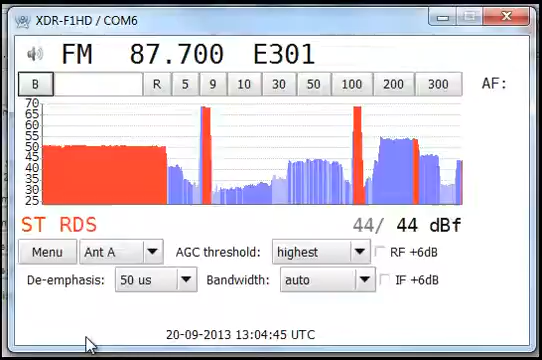 XDR-F1HD / COM6
FM 87.700 E301
B R 5 9 10 30 50 100 200 300 AF:
70
65
60
55
50
45
40
35
30
25
ST RDS 44/ 44 dBf
Menu Ant A AGC threshold: highest RF +6dB
De-emphasis: 50 us Bandwidth: auto IF +6dB
20-09-2013 13:04:45 UTC